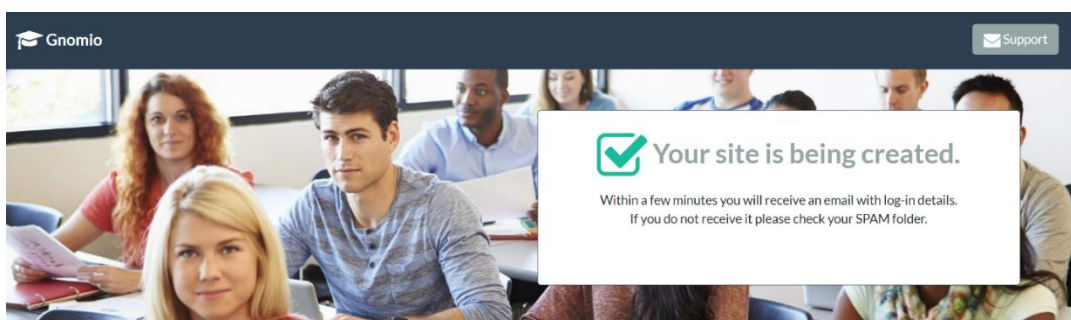 Gnomio
Support
Your site is being created.
Within a few minutes you will receive an email with log-in details.
If you do not receive it please check your SPAM folder.